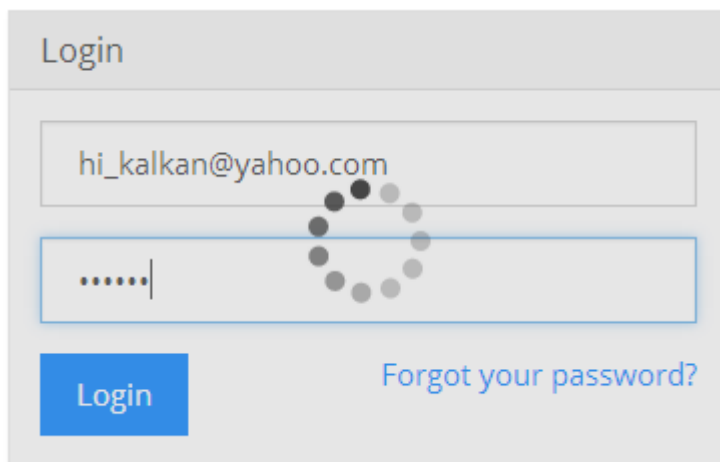 Login
hi_kalkan@yahoo.com
••••••
Login
Forgot your password?